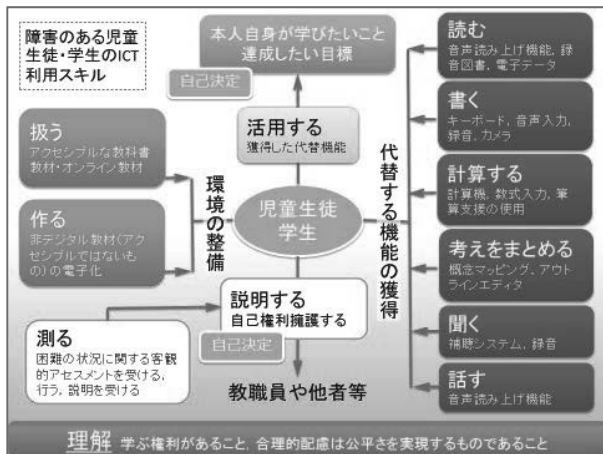 障害のある児童
生徒・学生のICT
利用スキル
本人自身が学びたいこと
達成したい目標
自己決定
活用する
獲得した代替機能
扱う
アクセシブルな教科書
教材・オンライン教材
作る
非デジタル教材(アク
セシブルではないも
の)の電子化
環境の整備
児童生徒
学生
代替する機能の獲得
説明する
自己権利擁護する
自己決定
測る
困難の状況に関する客観
的アセスメントを受ける,
行う, 説明を受ける
教職員や他者等
読む
音声読み上げ機能, 録
音図書, 電子データ
書く
キーボード, 音声入力,
録音, カメラ
計算する
計算機, 数式入力, 筆
算支援の使用
考えをまとめる
概念マッピング, アウト
ラインエディタ
聞く
補聴システム, 録音
話す
音声読み上げ機能
理解 学ぶ権利があること, 合理的配慮は公平さを実現するものであること